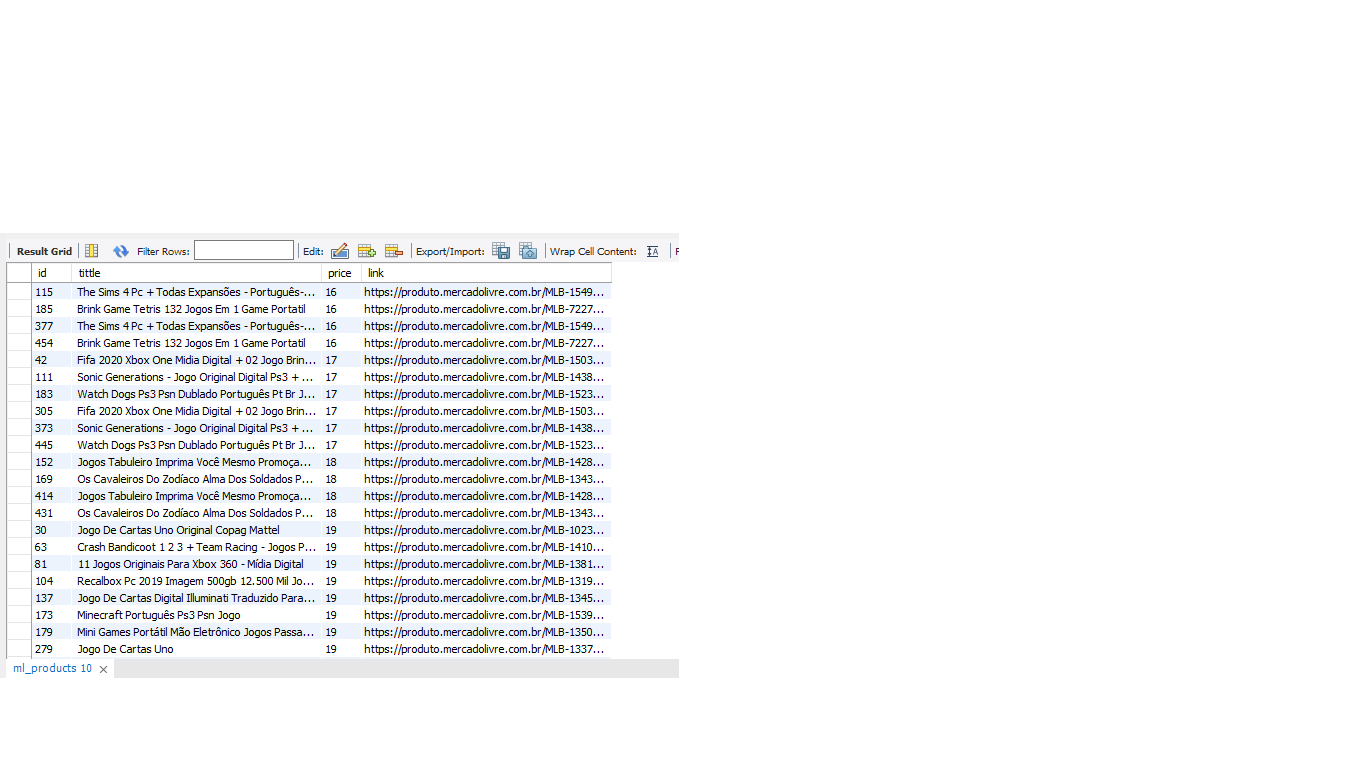 Result Grid Filter Rows: Edit: Export/Import: Wrap Cell Content:
id tittle price link
115 The Sims 4 Pc + Todas Expansões - Português-... 16 https://produto.mercadolivre.com.br/MLB-1549...
185 Brink Game Tetris 132 Jogos Em 1 Game Portatil 16 https://produto.mercadolivre.com.br/MLB-7227...
377 The Sims 4 Pc + Todas Expansões - Português-... 16 https://produto.mercadolivre.com.br/MLB-1549...
454 Brink Game Tetris 132 Jogos Em 1 Game Portatil 16 https://produto.mercadolivre.com.br/MLB-7227...
42 Fifa 2020 Xbox One Midia Digital + 02 Jogo Brin... 17 https://produto.mercadolivre.com.br/MLB-1503...
111 Sonic Generations - Jogo Original Digital Ps3 + ... 17 https://produto.mercadolivre.com.br/MLB-1438...
183 Watch Dogs Ps3 Psn Dublado Português Pt Br J... 17 https://produto.mercadolivre.com.br/MLB-1523...
305 Fifa 2020 Xbox One Midia Digital + 02 Jogo Brin... 17 https://produto.mercadolivre.com.br/MLB-1503...
373 Sonic Generations - Jogo Original Digital Ps3 + ... 17 https://produto.mercadolivre.com.br/MLB-1438...
445 Watch Dogs Ps3 Psn Dublado Português Pt Br J... 17 https://produto.mercadolivre.com.br/MLB-1523...
152 Jogos Tabuleiro Imprima Você Mesmo Promoça... 18 https://produto.mercadolivre.com.br/MLB-1428...
169 Os Cavaleiros Do Zodíaco Alma Dos Soldados P... 18 https://produto.mercadolivre.com.br/MLB-1343...
414 Jogos Tabuleiro Imprima Você Mesmo Promoça... 18 https://produto.mercadolivre.com.br/MLB-1428...
431 Os Cavaleiros Do Zodíaco Alma Dos Soldados P... 18 https://produto.mercadolivre.com.br/MLB-1343...
30 Jogo De Cartas Uno Original Copag Mattel 19 https://produto.mercadolivre.com.br/MLB-1023...
63 Crash Bandicoot 1 2 3 + Team Racing - Jogos P... 19 https://produto.mercadolivre.com.br/MLB-1410...
81 11 Jogos Originais Para Xbox 360 - Mídia Digital 19 https://produto.mercadolivre.com.br/MLB-1381...
104 Recalbox Pc 2019 Imagem 500gb 12.500 Mil Jo... 19 https://produto.mercadolivre.com.br/MLB-1319...
137 Jogo De Cartas Digital Illuminati Traduzido Para... 19 https://produto.mercadolivre.com.br/MLB-1345...
173 Minecraft Português Ps3 Psn Jogo 19 https://produto.mercadolivre.com.br/MLB-1539...
179 Mini Games Portátil Mão Eletrônico Jogos Passa... 19 https://produto.mercadolivre.com.br/MLB-1350...
279 Jogo De Cartas Uno 19 https://produto.mercadolivre.com.br/MLB-1337...
ml_products 10